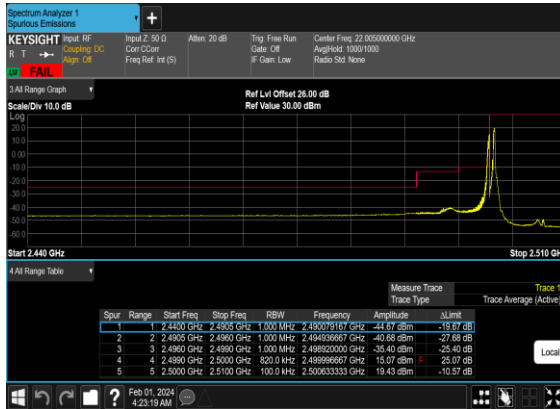 Spectrum Analyzer 1
Spurious Emissions
+
KEYSIGHT Input: RF Input Z: 50 Ω Atten: 20 dB Trig: Free Run Center Freq: 22.005000000 GHz
R T Coupling: DC Corr CCorr Gate: Off Avg|Hold: 1000/1000
Align: Off Freq Ref: Int (S) IF Gain: Low Radio Std: None
LV FAIL
3 All Range Graph
Ref Lvl Offset 26.00 dB
Scale/Div 10.0 dB Ref Value 30.00 dBm
Log
20.0
10.0
0.00
-10.0
-20.0
-30.0
-40.0
-50.0
-60.0
Start 2.440 GHz Stop 2.510 GH
4 All Range Table
Measure Trace Trace 1
Trace Type Trace Average (Active)
Spur Range Start Freq Stop Freq RBW Frequency Amplitude ΔLimit
1 1 2.4400 GHz 2.4905 GHz 1.000 MHz 2.490079167 GHz -44.67 dBm -19.67 dB
2 2 2.4905 GHz 2.4960 GHz 1.000 MHz 2.494936667 GHz -40.68 dBm -27.68 dB
3 3 2.4960 GHz 2.4990 GHz 1.000 MHz 2.498920000 GHz -35.40 dBm -25.40 dB
4 4 2.4990 GHz 2.5000 GHz 820.0 kHz 2.499996667 GHz 15.07 dBm F 25.07 dB
5 5 2.5000 GHz 2.5100 GHz 100.0 kHz 2.500633333 GHz 19.43 dBm -10.57 dB
Local
?
Feb 01, 2024
4:23:19 AM